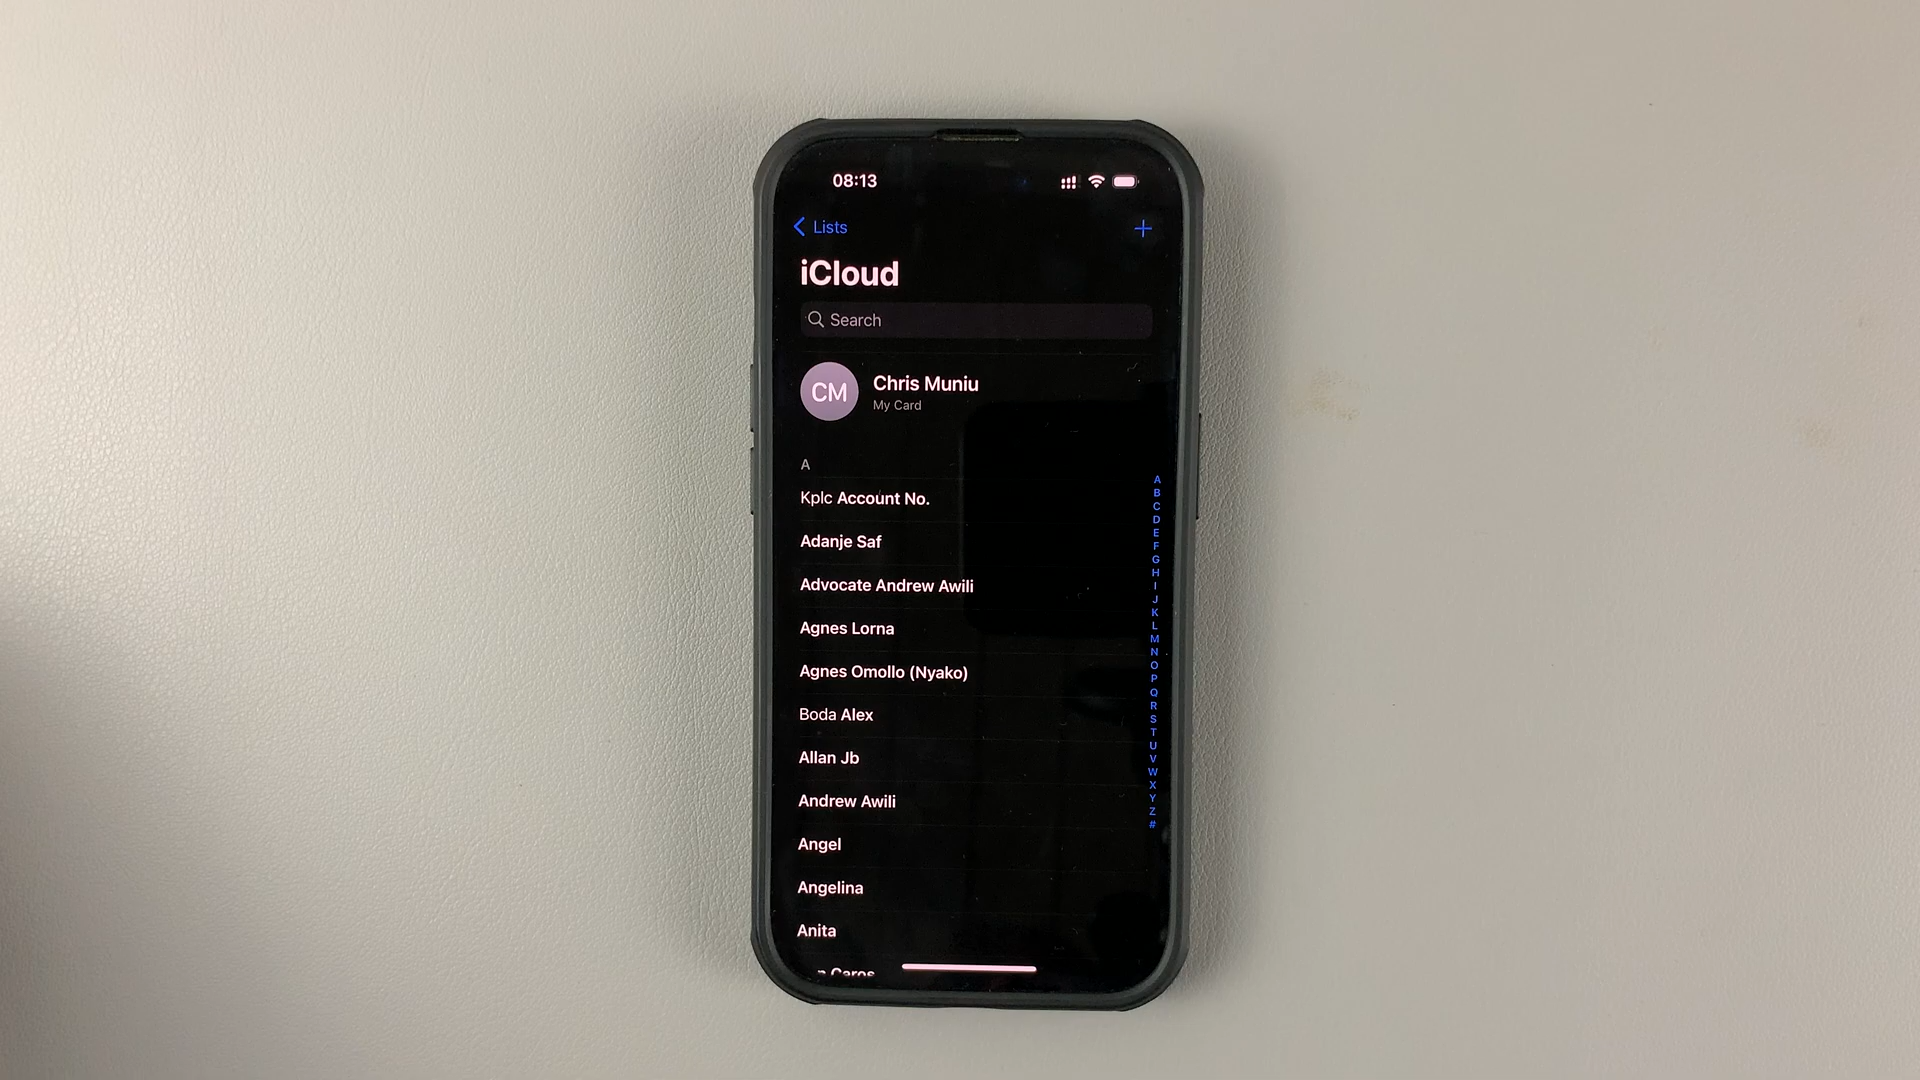 08:13
Lists
iCloud
Search
CM
Chris Muniu
My Card
A
Kplc Account No.
Adanje Saf
Advocate Andrew Awili
Agnes Lorna
Agnes Omollo (Nyako)
Boda Alex
Allan Jb
Andrew Awili
Angel
Angelina
Anita
Caros
A
B
C
D
E
F
G
H
I
J
K
L
M
N
O
P
Q
R
S
T
U
V
W
X
Y
Z
#